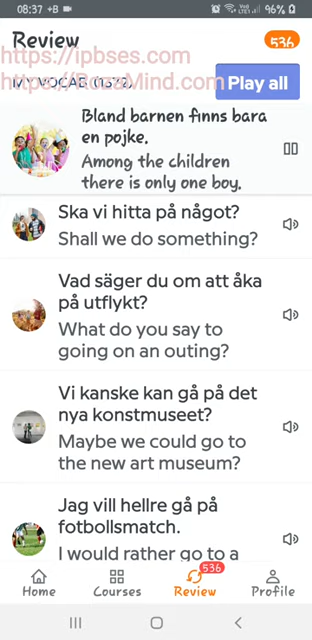 08:37 +B
96%
Review
536
https://ipbses.com
https://RoozMind.com
Play all
Bland barnen finns bara
en pojke.
Among the children
there is only one boy.
Ska vi hitta på något?
Shall we do something?
Vad säger du om att åka
på utflykt?
What do you say to
going on an outing?
Vi kanske kan gå på det
nya konstmuseet?
Maybe we could go to
the new art museum?
Jag vill hellre gå på
fotbollsmatch.
I would rather go to a
536
Home Courses Review Profile